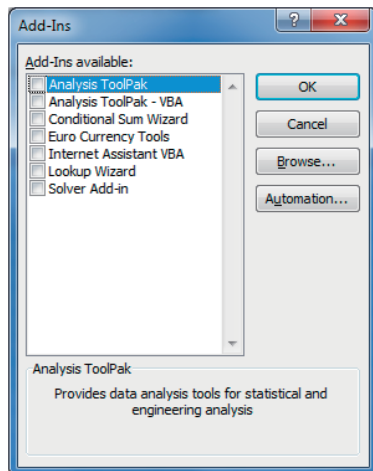 Add-Ins
?
X
Add-Ins available:
Analysis ToolPak
Analysis ToolPak - VBA
Conditional Sum Wizard
Euro Currency Tools
Internet Assistant VBA
Lookup Wizard
Solver Add-in
OK
Cancel
Browse...
Automation...
Analysis ToolPak
Provides data analysis tools for statistical and
engineering analysis